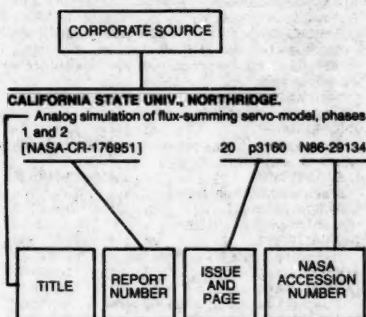 CORPORATE SOURCE
CALIFORNIA STATE UNIV., NORTHRIDGE.
Analog simulation of flux-summing servo-model, phases
1 and 2
[NASA-CR-176951] 20 p3160 N86-29134
TITLE
REPORT
NUMBER
ISSUE
AND
PAGE
NASA
ACCESSION
NUMBER